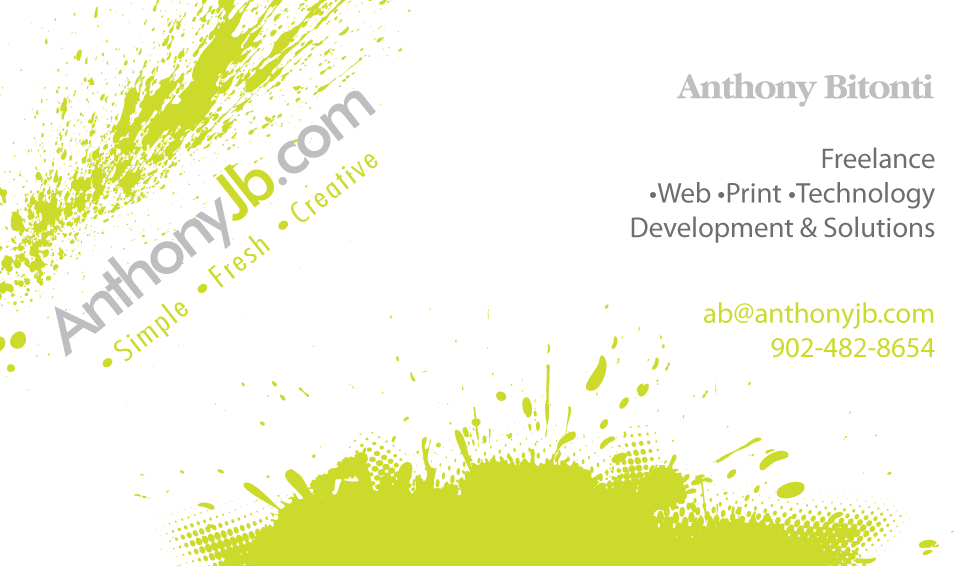 AnthonyJb.com
•Simple •Fresh •Creative
Anthony Bitonti
Freelance
•Web •Print •Technology
Development & Solutions
ab@anthonyjb.com
902-482-8654